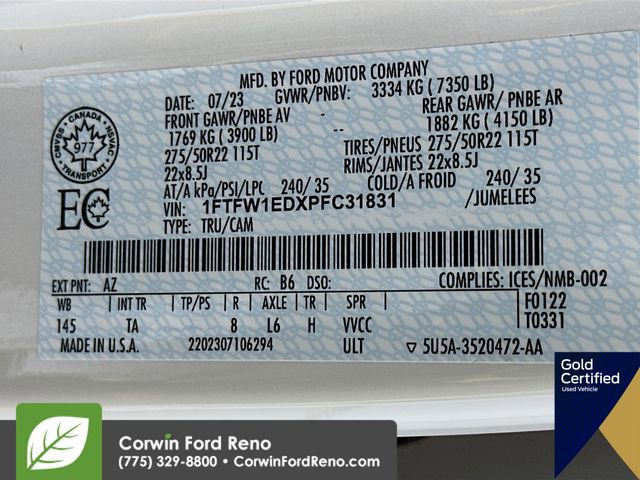 MFD. BY FORD MOTOR COMPANY
DATE: 07/23 GVWR/PNBV: 3334 KG ( 7350 LB)
FRONT GAWR/PNBE AV - REAR GAWR/ PNBE AR
1769 KG ( 3900 LB) -- 1882 KG ( 4150 LB)
275/50R22 115T TIRES/PNEUS 275/50R22 115T
22x8.5J RIMS/JANTES 22x8.5J
AT/A kPa/PSI/LPC 240/ 35 COLD/A FROID 240/ 35
VIN: 1FTFW1EDXPFC31831 /JUMELEES
TYPE: TRU/CAM
CANADA
CMVSS NSVAC
977
TRANSPORT
EC
EXT PNT: AZ RC: B6 DSO: COMPLIES: ICES/NMB-002
WB INT TR TP/PS R AXLE TR SPR F0122
145 TA 8 L6 H VVCC T0331
MADE IN U.S.A. 2202307106294 ULT ▽ 5U5A-3520472-AA
Gold
Certified
Used Vehicle
Corwin Ford Reno
(775) 329-8800 • CorwinFordReno.com